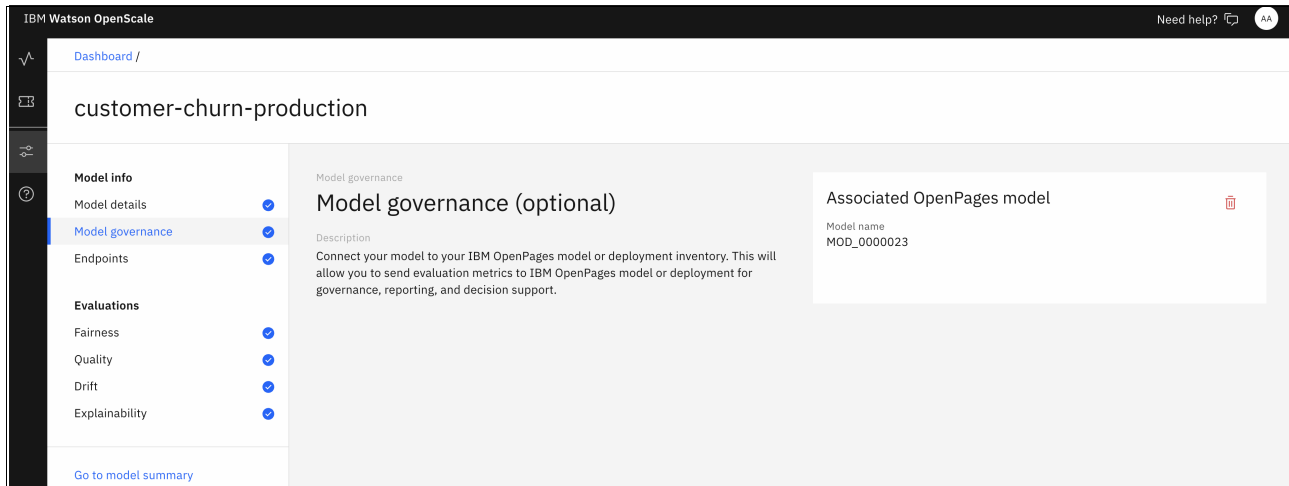 IBM Watson OpenScale
Need help?
AA
Dashboard /
customer-churn-production
Model info
Model details
Model governance
Endpoints
Evaluations
Fairness
Quality
Drift
Explainability
Go to model summary
Model governance
Model governance (optional)
Description
Connect your model to your IBM OpenPages model or deployment inventory. This will
allow you to send evaluation metrics to IBM OpenPages model or deployment for
governance, reporting, and decision support.
Associated OpenPages model
Model name
MOD_0000023